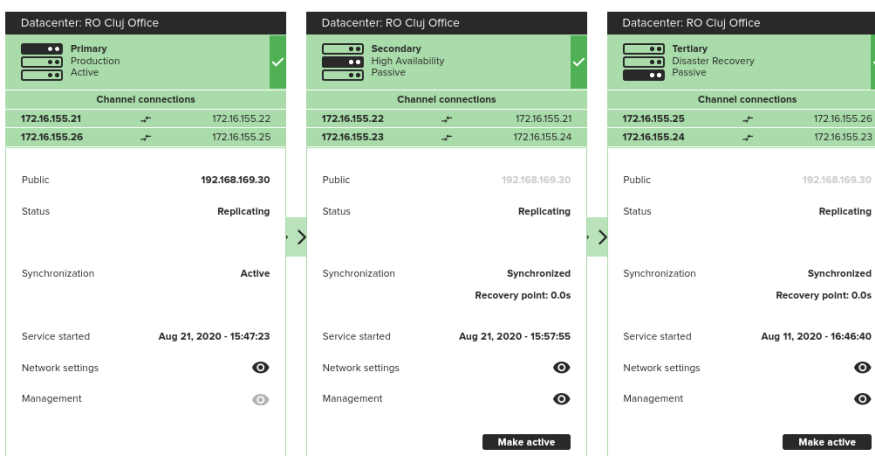 Datacenter: RO Cluj Office
Primary
Production
Active
Channel connections
172.16.155.21 172.16.155.22
172.16.155.26 172.16.155.25
Public 192.168.169.30
Status Replicating
Synchronization Active
Service started Aug 21, 2020 - 15:47:23
Network settings
Management
Datacenter: RO Cluj Office
Secondary
High Availability
Passive
Channel connections
172.16.155.22 172.16.155.21
172.16.155.23 172.16.155.24
Public 192.168.169.30
Status Replicating
Synchronization Synchronized
Recovery point: 0.0s
Service started Aug 21, 2020 - 15:57:55
Network settings
Management
Make active
Datacenter: RO Cluj Office
Tertiary
Disaster Recovery
Passive
Channel connections
172.16.155.25 172.16.155.26
172.16.155.24 172.16.155.23
Public 192.168.169.30
Status Replicating
Synchronization Synchronized
Recovery point: 0.0s
Service started Aug 11, 2020 - 16:46:40
Network settings
Management
Make active